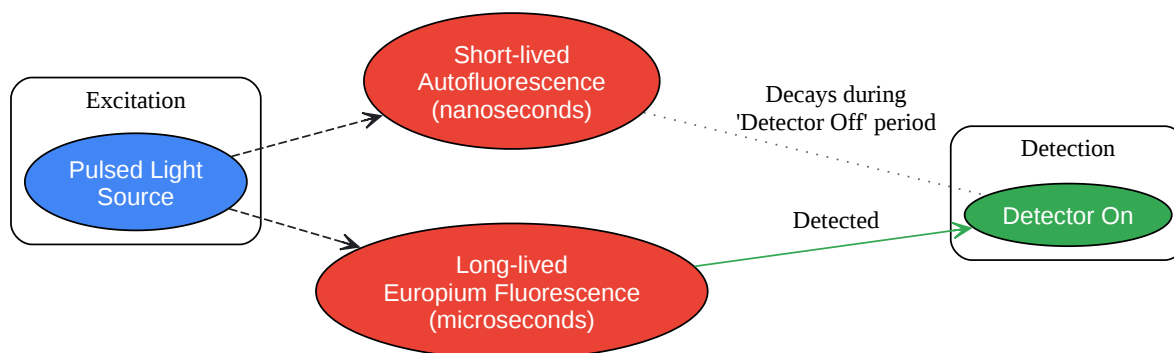 Excitation
Pulsed Light
Source
Short-lived
Autofluorescence
(nanoseconds)
Long-lived
Europium Fluorescence
(microseconds)
Decays during
'Detector Off' period
Detected
Detection
Detector On